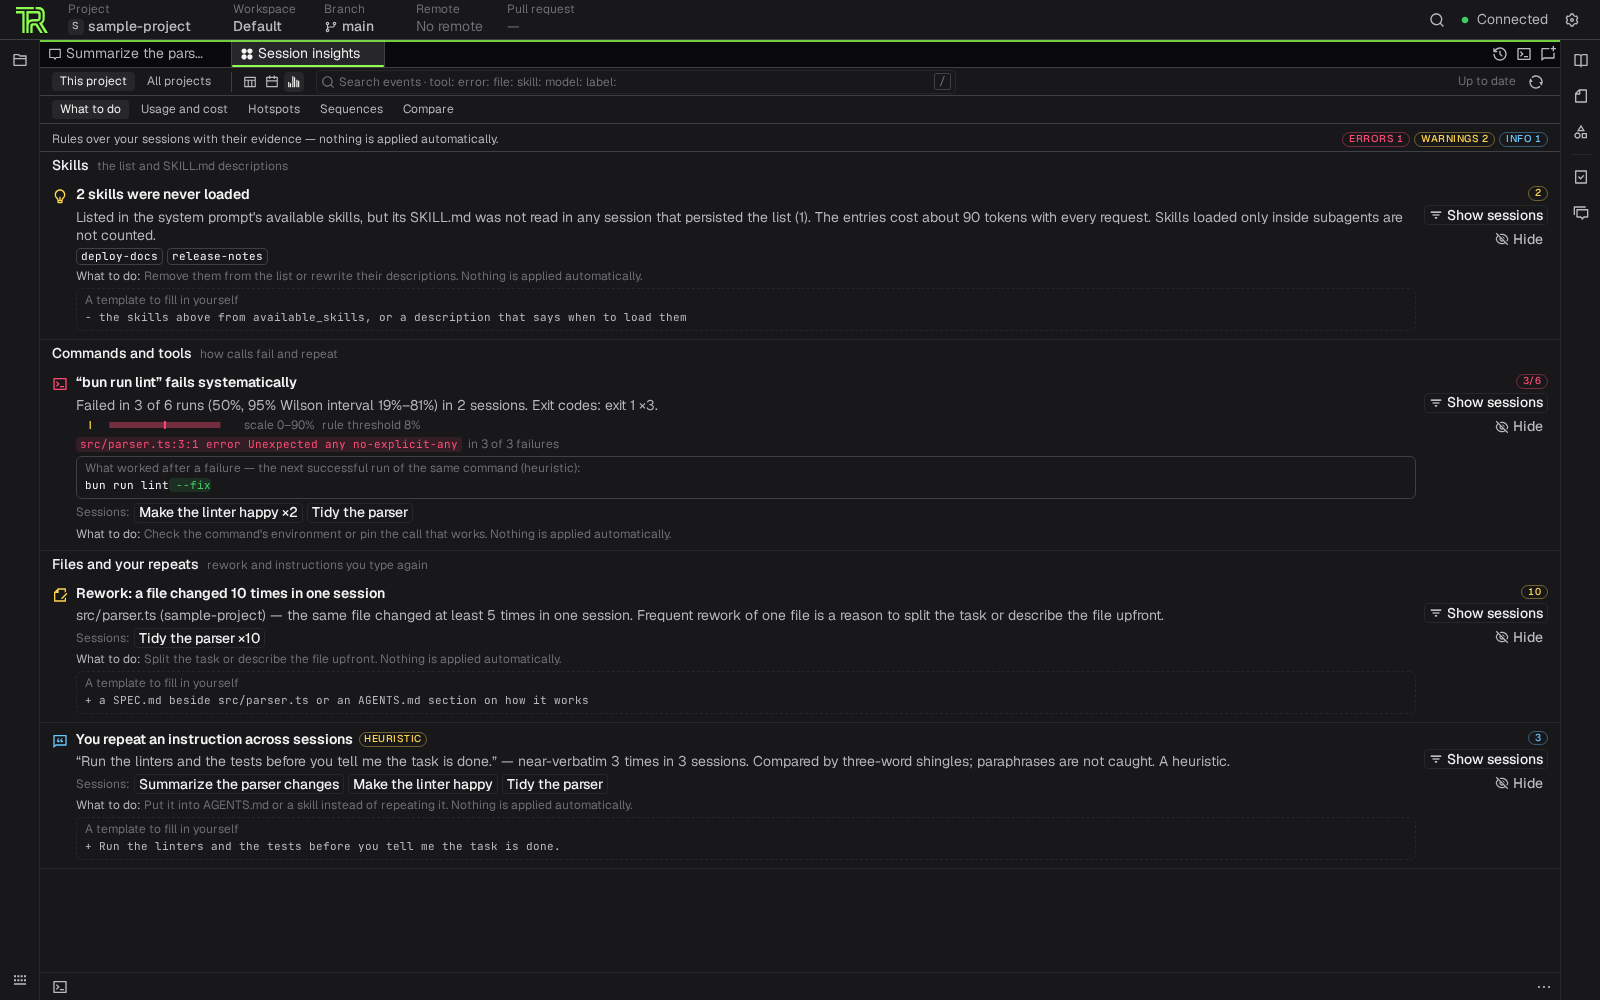 TR
Project
S sample-project
Workspace
Default
Branch
main
Remote
No remote
Pull request
—
Connected
Summarize the pars...
Session insights
This project
All projects
Search events · tool: error: file: skill: model: label:
/
Up to date
What to do
Usage and cost
Hotspots
Sequences
Compare
Rules over your sessions with their evidence — nothing is applied automatically.
ERRORS 1
WARNINGS 2
INFO 1
Skills the list and SKILL.md descriptions
2 skills were never loaded
2
Listed in the system prompt's available skills, but its SKILL.md was not read in any session that persisted the list (1). The entries cost about 90 tokens with every request. Skills loaded only inside subagents are
not counted.
Show sessions
Hide
deploy-docs release-notes
What to do: Remove them from the list or rewrite their descriptions. Nothing is applied automatically.
A template to fill in yourself
- the skills above from available_skills, or a description that says when to load them
Commands and tools how calls fail and repeat
“bun run lint” fails systematically
3/6
Failed in 3 of 6 runs (50%, 95% Wilson interval 19%–81%) in 2 sessions. Exit codes: exit 1 ×3.
Show sessions
Hide
scale 0–90% rule threshold 8%
src/parser.ts:3:1 error Unexpected any no-explicit-any in 3 of 3 failures
What worked after a failure — the next successful run of the same command (heuristic):
bun run lint --fix
Sessions: Make the linter happy ×2 Tidy the parser
What to do: Check the command's environment or pin the call that works. Nothing is applied automatically.
Files and your repeats rework and instructions you type again
Rework: a file changed 10 times in one session
10
src/parser.ts (sample-project) — the same file changed at least 5 times in one session. Frequent rework of one file is a reason to split the task or describe the file upfront.
Show sessions
Hide
Sessions: Tidy the parser ×10
What to do: Split the task or describe the file upfront. Nothing is applied automatically.
A template to fill in yourself
+ a SPEC.md beside src/parser.ts or an AGENTS.md section on how it works
You repeat an instruction across sessions HEURISTIC
3
“Run the linters and the tests before you tell me the task is done.” — near-verbatim 3 times in 3 sessions. Compared by three-word shingles; paraphrases are not caught. A heuristic.
Show sessions
Hide
Sessions: Summarize the parser changes Make the linter happy Tidy the parser
What to do: Put it into AGENTS.md or a skill instead of repeating it. Nothing is applied automatically.
A template to fill in yourself
+ Run the linters and the tests before you tell me the task is done.